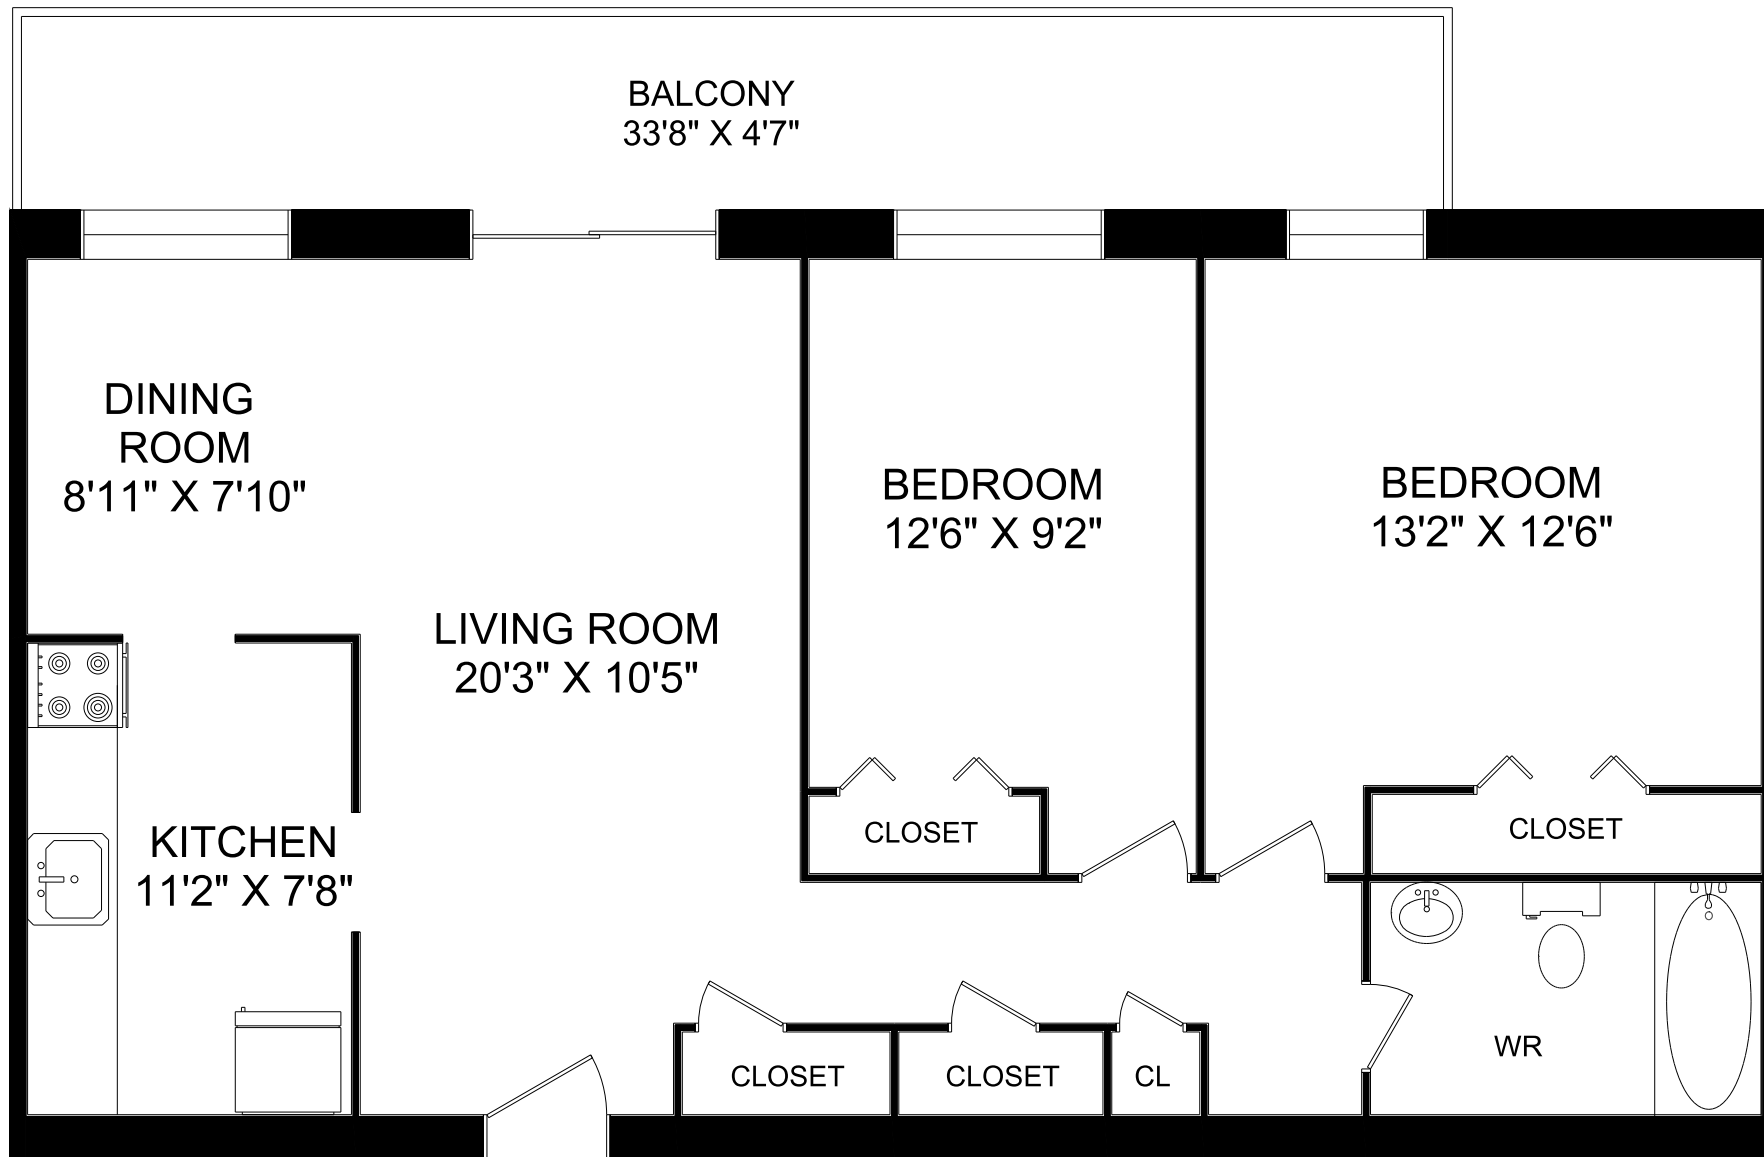 BALCONY
33'8" X 4'7"
DINING
ROOM
8'11" X 7'10"
BEDROOM
12'6" X 9'2"
BEDROOM
13'2" X 12'6"
LIVING ROOM
20'3" X 10'5"
KITCHEN
11'2" X 7'8"
CLOSET
CLOSET
WR
CLOSET
CLOSET
CL